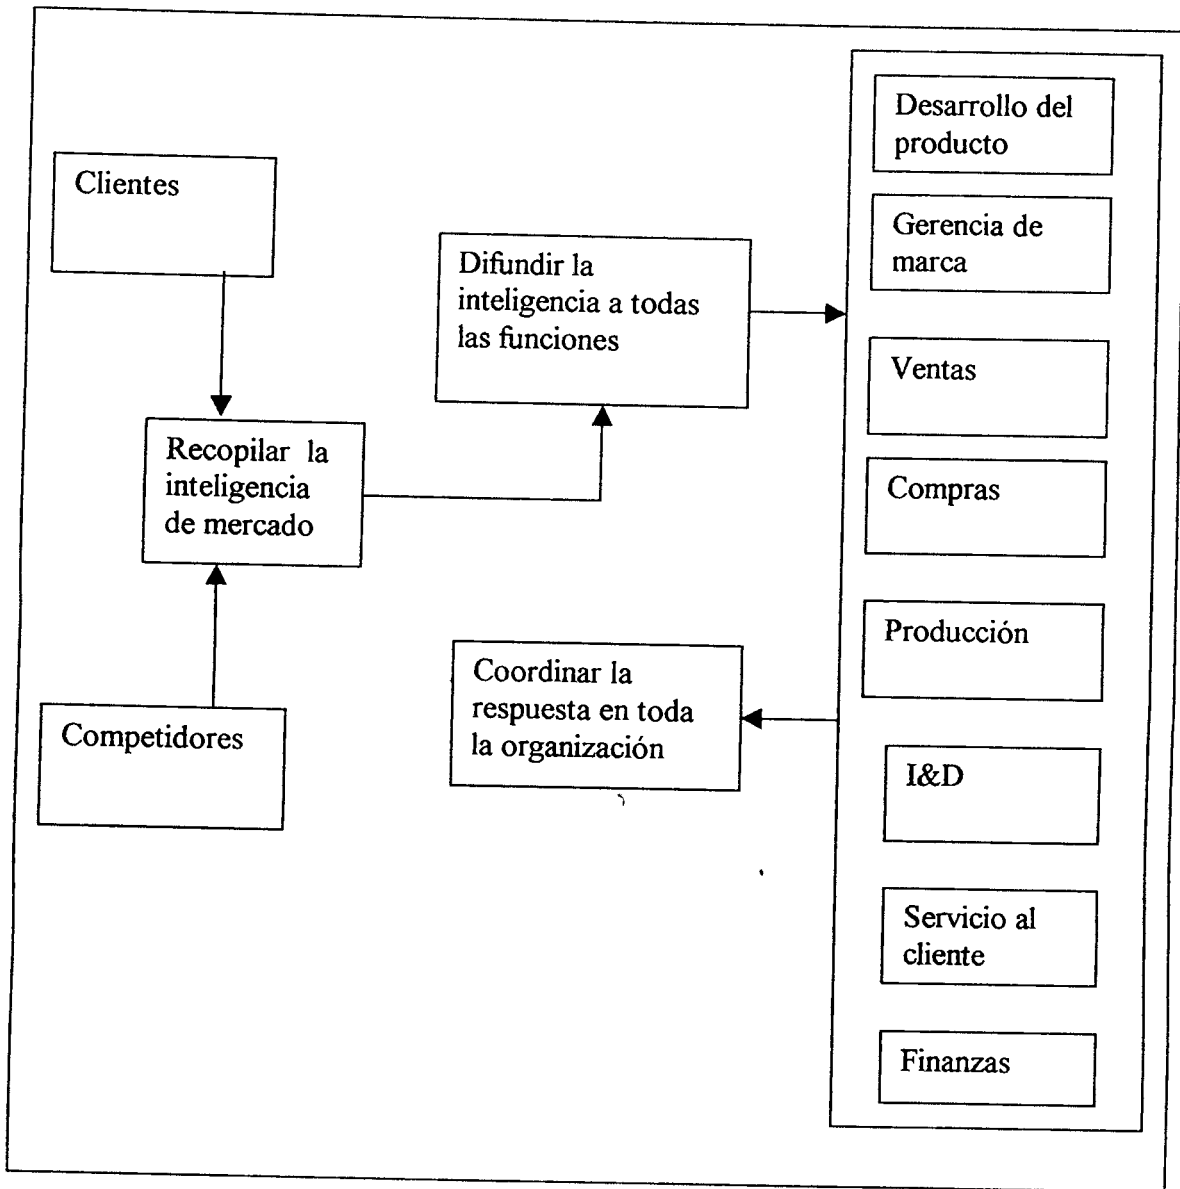 Clientes
Recopilar la
inteligencia
de mercado
Competidores
Difundir la
inteligencia a todas
las funciones
Coordinar la
respuesta en toda
la organización
Desarrollo del
producto
Gerencia de
marca
Ventas
Compras
Producción
I&D
Servicio al
cliente
Finanzas